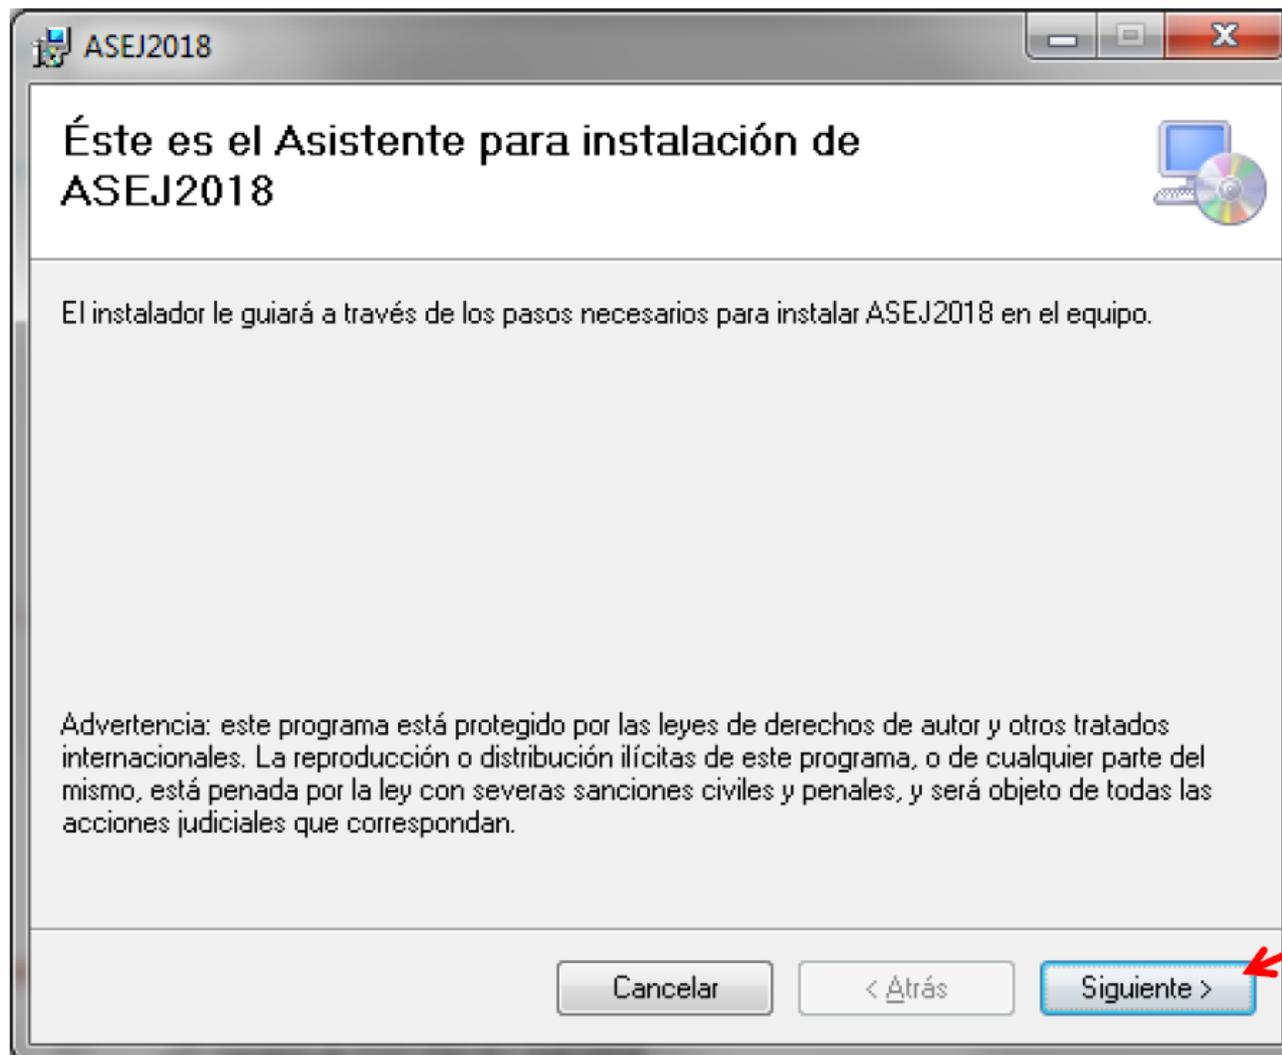 ASEJ2018
Éste es el Asistente para instalación de
ASEJ2018
El instalador le guiará a través de los pasos necesarios para instalar ASEJ2018 en el equipo.
Advertencia: este programa está protegido por las leyes de derechos de autor y otros tratados
internacionales. La reproducción o distribución ilícitas de este programa, o de cualquier parte del
mismo, está penada por la ley con severas sanciones civiles y penales, y será objeto de todas las
acciones judiciales que correspondan.
Cancelar
< Atrás
Siguiente >